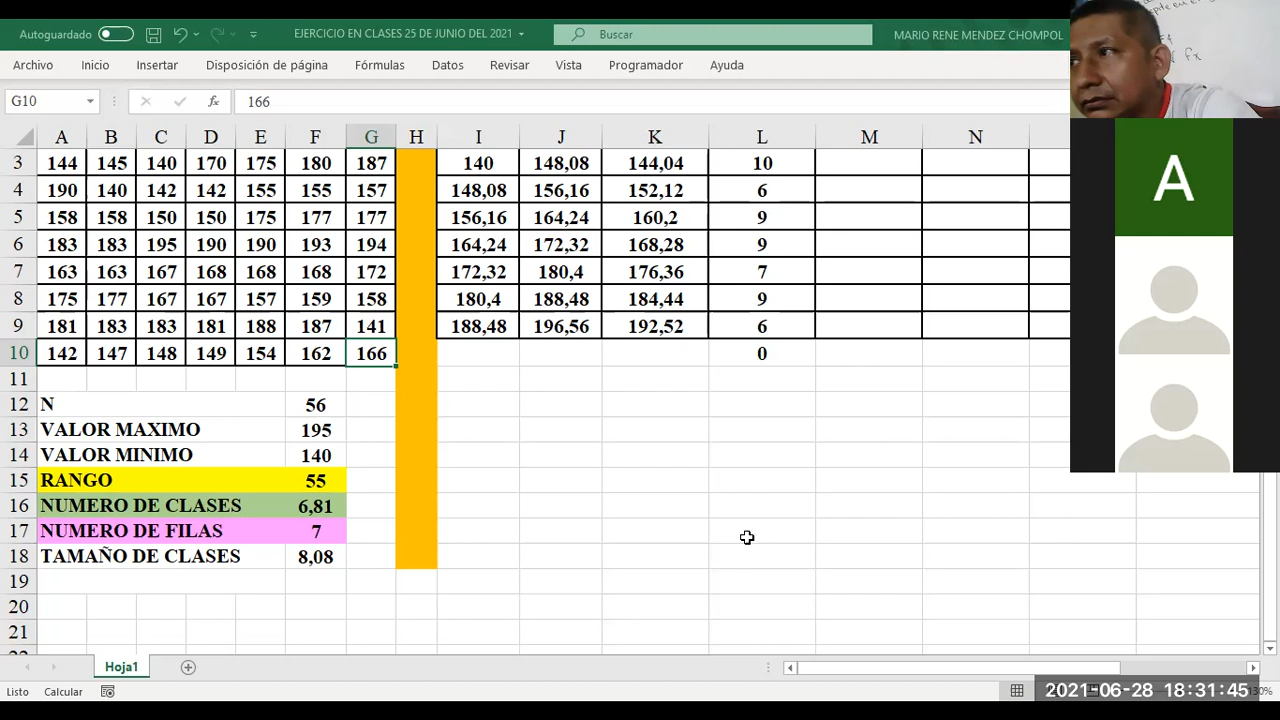 Autoguardado EJERCICIO EN CLASES 25 DE JUNIO DEL 2021 Buscar MARIO RENE MENDEZ CHOMPOL
Archivo Inicio Insertar Disposición de página Fórmulas Datos Revisar Vista Programador Ayuda
G10 fx 166
A B C D E F G H I J K L M N
3 144 145 140 170 175 180 187 140 148,08 144,04 10
4 190 140 142 142 155 155 157 148,08 156,16 152,12 6
5 158 158 150 150 175 177 177 156,16 164,24 160,2 9
6 183 183 195 190 190 193 194 164,24 172,32 168,28 9
7 163 163 167 168 168 168 172 172,32 180,4 176,36 7
8 175 177 167 167 157 159 158 180,4 188,48 184,44 9
9 181 183 183 181 188 187 141 188,48 196,56 192,52 6
10 142 147 148 149 154 162 166 0
11
12 N 56
13 VALOR MAXIMO 195
14 VALOR MINIMO 140
15 RANGO 55
16 NUMERO DE CLASES 6,81
17 NUMERO DE FILAS 7
18 TAMAÑO DE CLASES 8,08
19
20
21
Hoja1
Listo Calcular 130%
A
2021-06-28 18:31:45